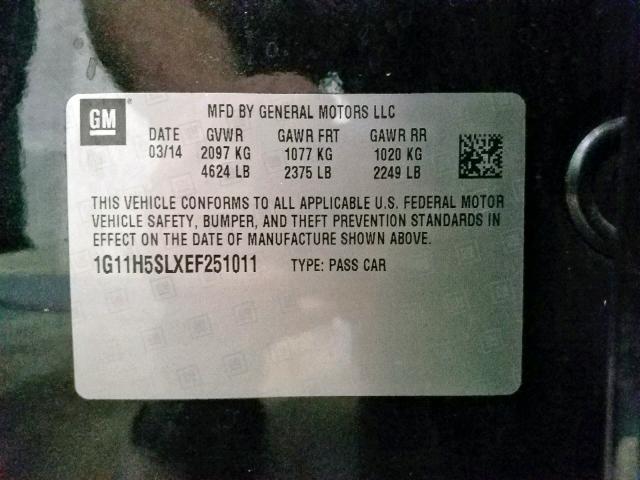 GM
MFD BY GENERAL MOTORS LLC
DATE GVWR GAWR FRT GAWR RR
03/14 2097 KG 1077 KG 1020 KG
4624 LB 2375 LB 2249 LB
THIS VEHICLE CONFORMS TO ALL APPLICABLE U.S. FEDERAL MOTOR
VEHICLE SAFETY, BUMPER, AND THEFT PREVENTION STANDARDS IN
EFFECT ON THE DATE OF MANUFACTURE SHOWN ABOVE.
1G11H5SLXEF251011 TYPE: PASS CAR